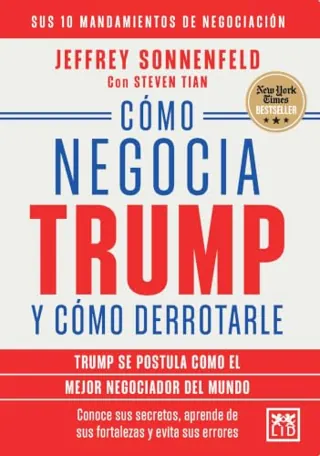 SUS 10 MANDAMIENTOS DE NEGOCIACIÓN
JEFFREY SONNENFELD
Con STEVEN TIAN
New York
Times
BESTSELLER
CÓMO
NEGOCIA
TRUMP
Y CÓMO DERROTARLE
TRUMP SE POSTULA COMO EL
MEJOR NEGOCIADOR DEL MUNDO
Conoce sus secretos, aprende de
sus fortalezas y evita sus errores
LID